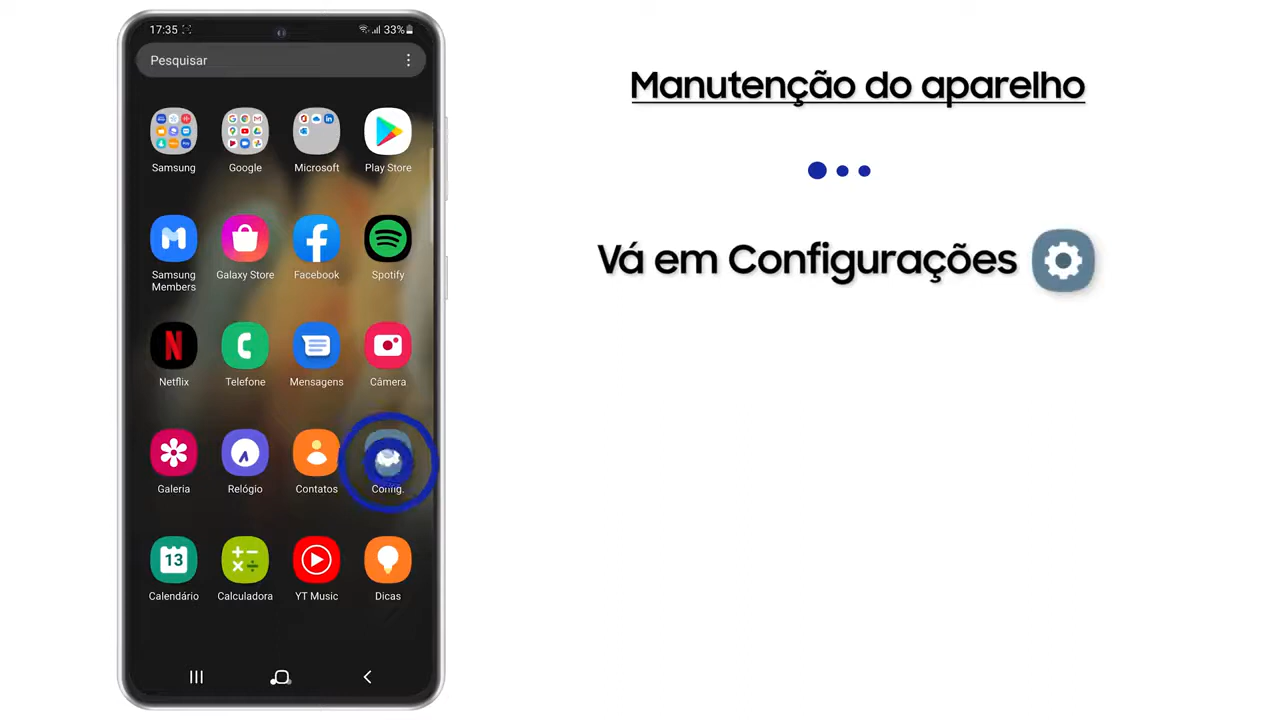 17:35 33%
Pesquisar
Samsung Google Microsoft Play Store
Samsung Members Galaxy Store Facebook Spotify
Netflix Telefone Mensagens Câmera
Galeria Relógio Contatos Config.
13
Calendário Calculadora YT Music Dicas
Manutenção do aparelho
Vá em Configurações